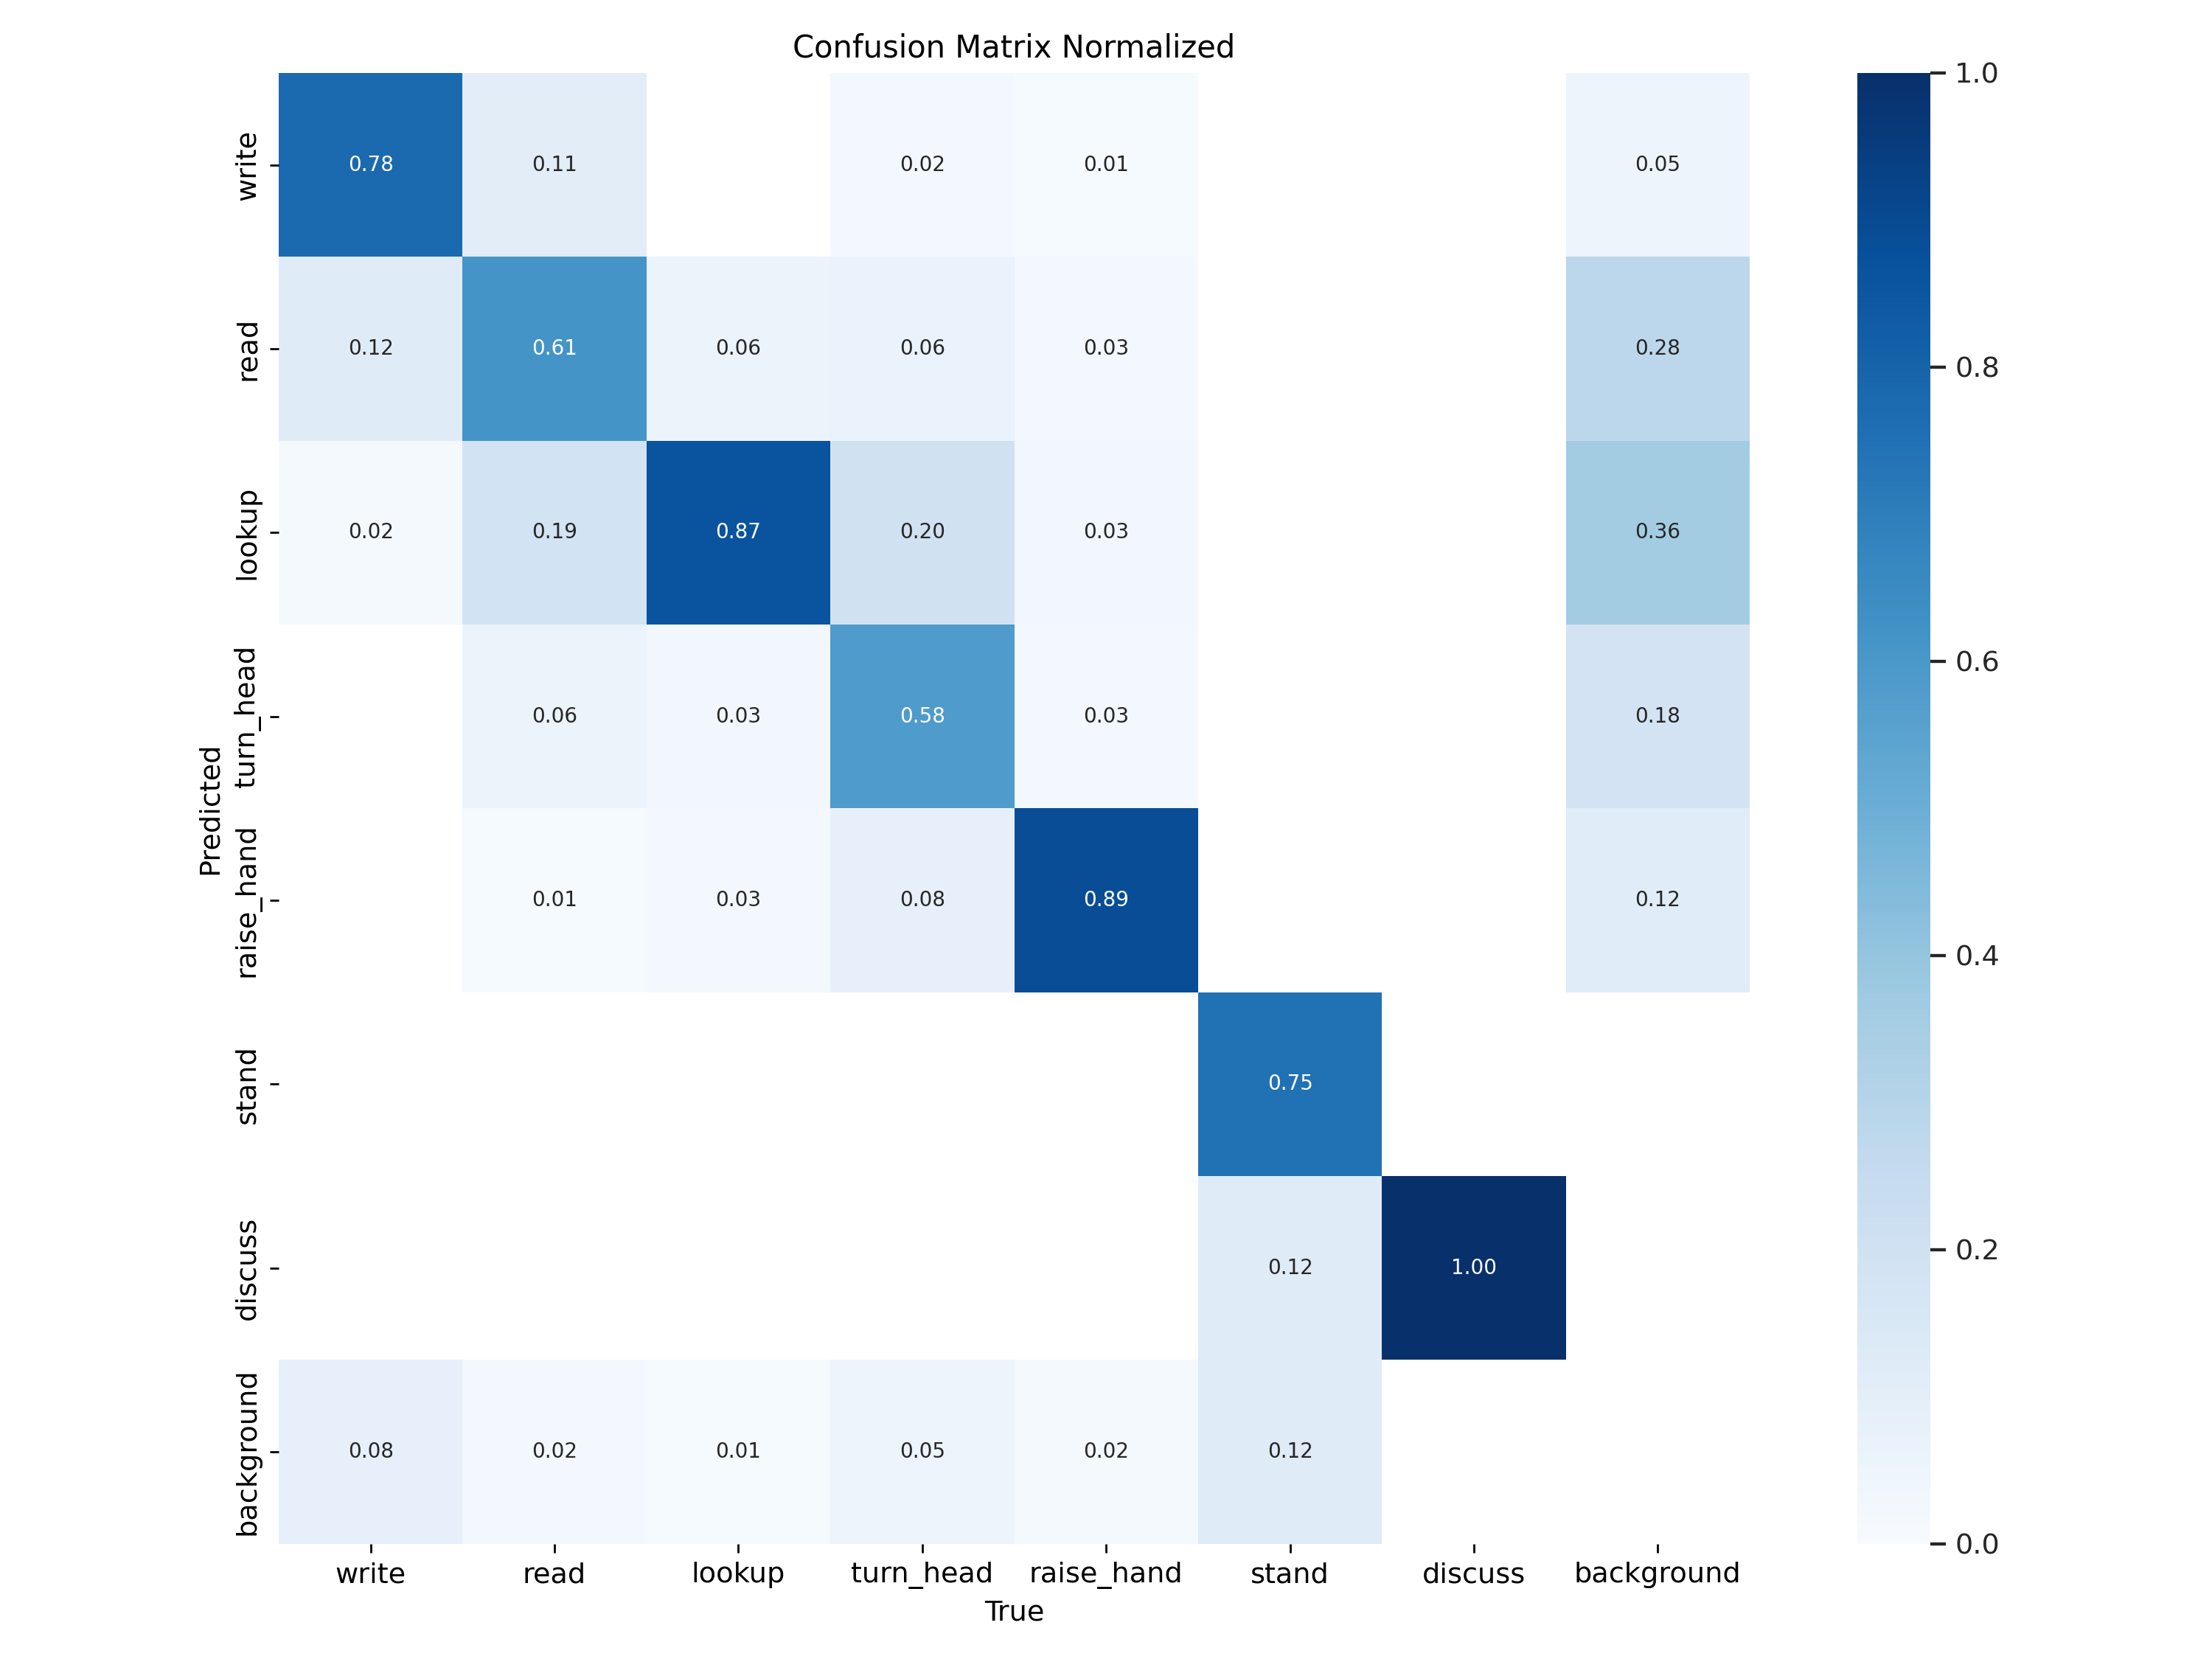 Confusion Matrix Normalized
write 0.78 0.11 0.02 0.01 0.05
read 0.12 0.61 0.06 0.06 0.03 0.28
lookup 0.02 0.19 0.87 0.20 0.03 0.36
turn_head 0.06 0.03 0.58 0.03 0.18
raise_hand 0.01 0.03 0.08 0.89 0.12
stand 0.75
discuss 0.12 1.00
background 0.08 0.02 0.01 0.05 0.02 0.12
write read lookup turn_head raise_hand stand discuss background
True
Predicted
1.0
0.8
0.6
0.4
0.2
0.0